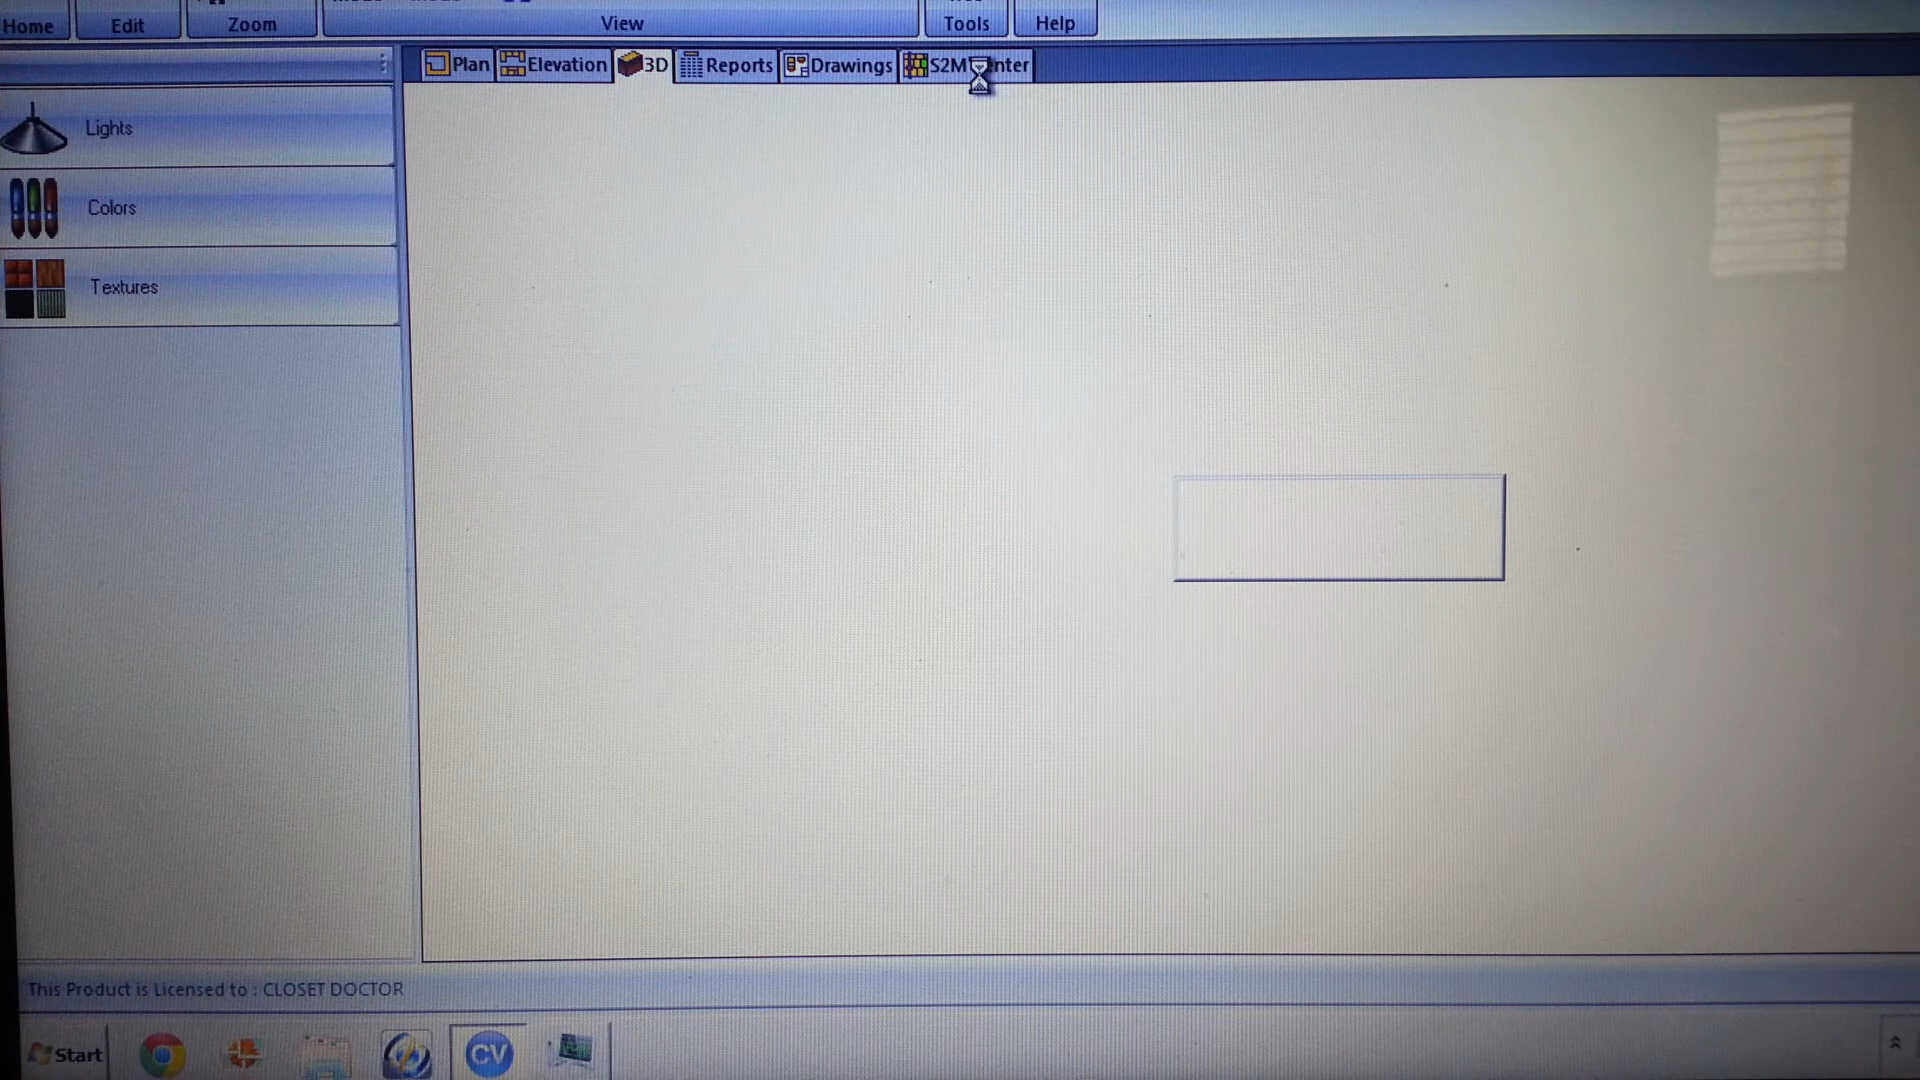 Home Edit Zoom View Tools Help
Plan Elevation 3D Reports Drawings S2M
Lights
Colors
Textures
This Product is Licensed to : CLOSET DOCTOR
Start CV